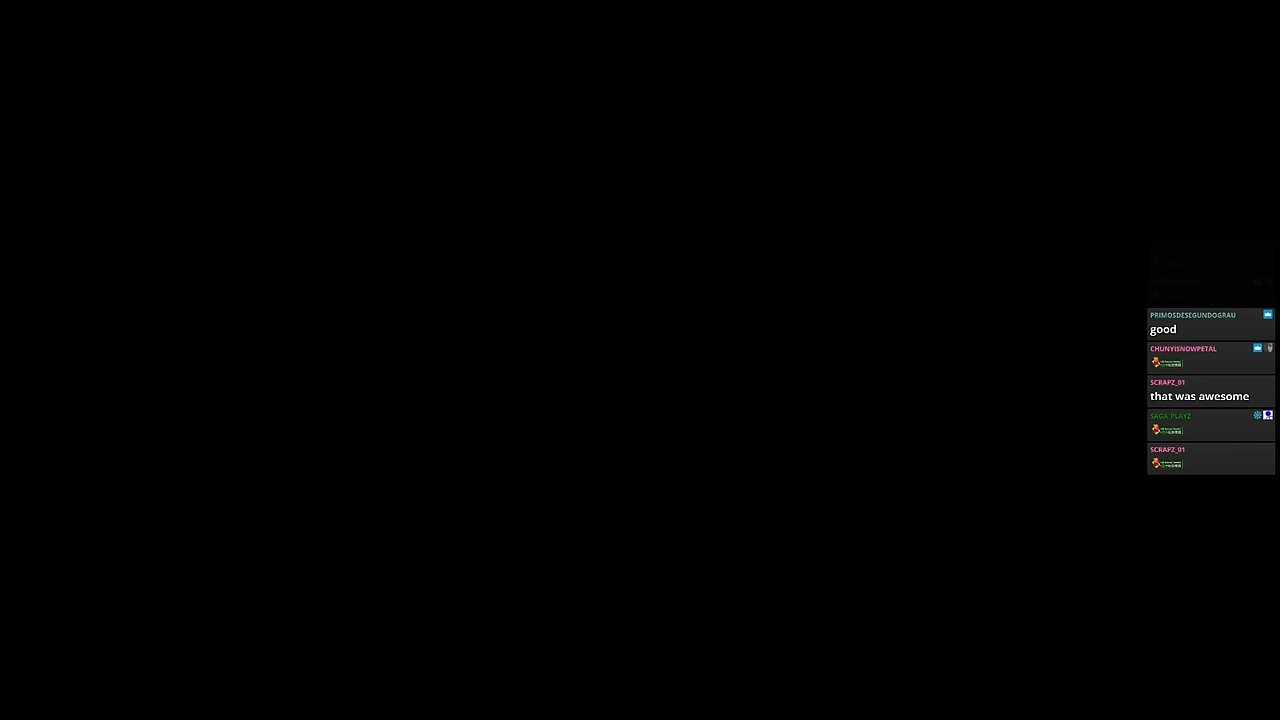 PRIMOSDESEGUNDOGRAU
good
CHUNYISNOWPETAL
SCRAPZ_01
that was awesome
SAGA_PLAYZ
SCRAPZ_01